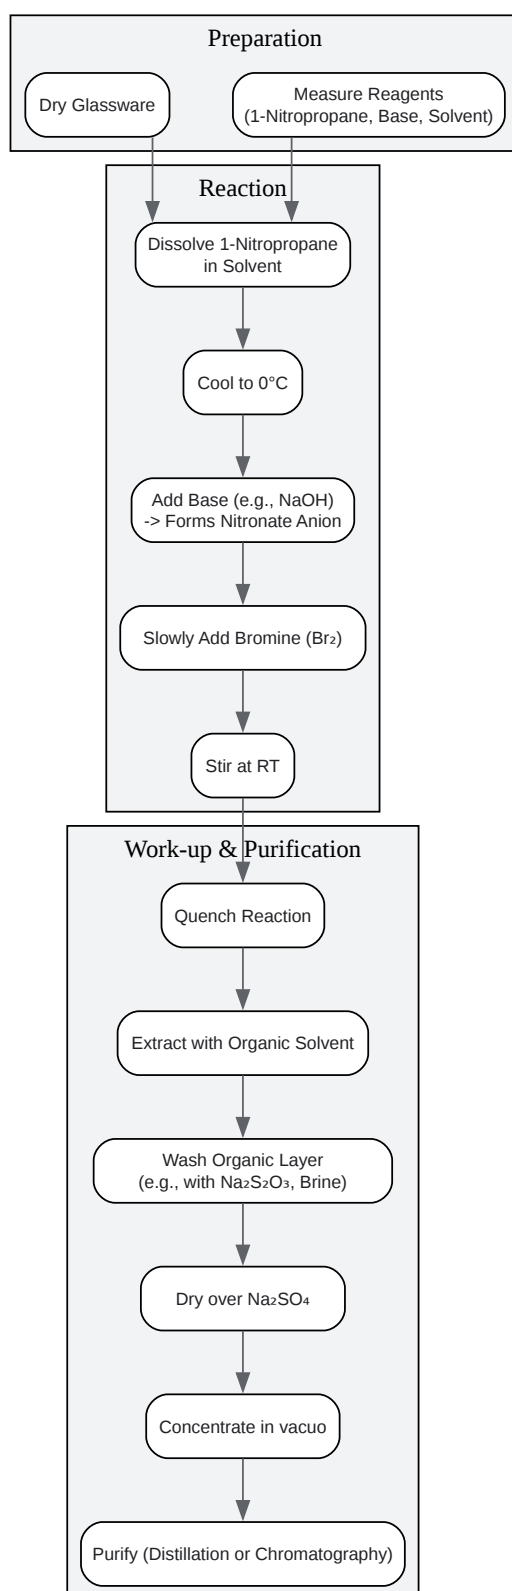 Preparation
Dry Glassware
Measure Reagents
(1-Nitropropane, Base, Solvent)
Reaction
Dissolve 1-Nitropropane
in Solvent
Cool to 0°C
Add Base (e.g., NaOH)
-> Forms Nitronate Anion
Slowly Add Bromine (Br₂)
Stir at RT
Work-up & Purification
Quench Reaction
Extract with Organic Solvent
Wash Organic Layer
(e.g., with Na₂S₂O₃, Brine)
Dry over Na₂SO₄
Concentrate in vacuo
Purify (Distillation or Chromatography)